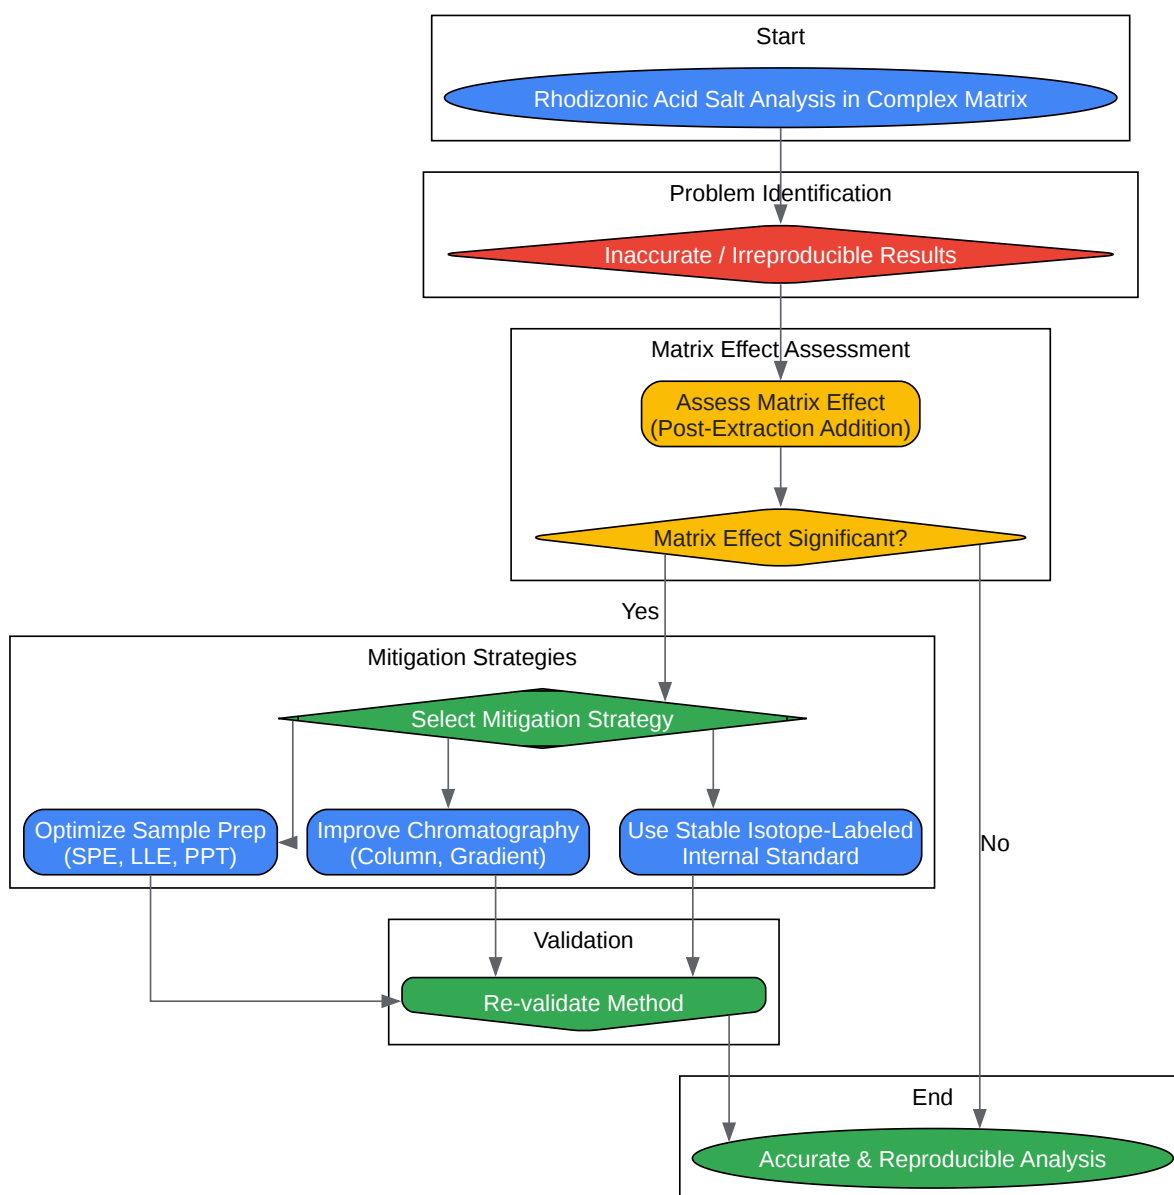 Start
Rhodizonic Acid Salt Analysis in Complex Matrix
Problem Identification
Inaccurate / Irreproducible Results
Matrix Effect Assessment
Assess Matrix Effect
(Post-Extraction Addition)
Matrix Effect Significant?
Yes
Mitigation Strategies
Select Mitigation Strategy
Optimize Sample Prep
(SPE, LLE, PPT)
Improve Chromatography
(Column, Gradient)
Use Stable Isotope-Labeled
Internal Standard
No
Validation
Re-validate Method
End
Accurate & Reproducible Analysis